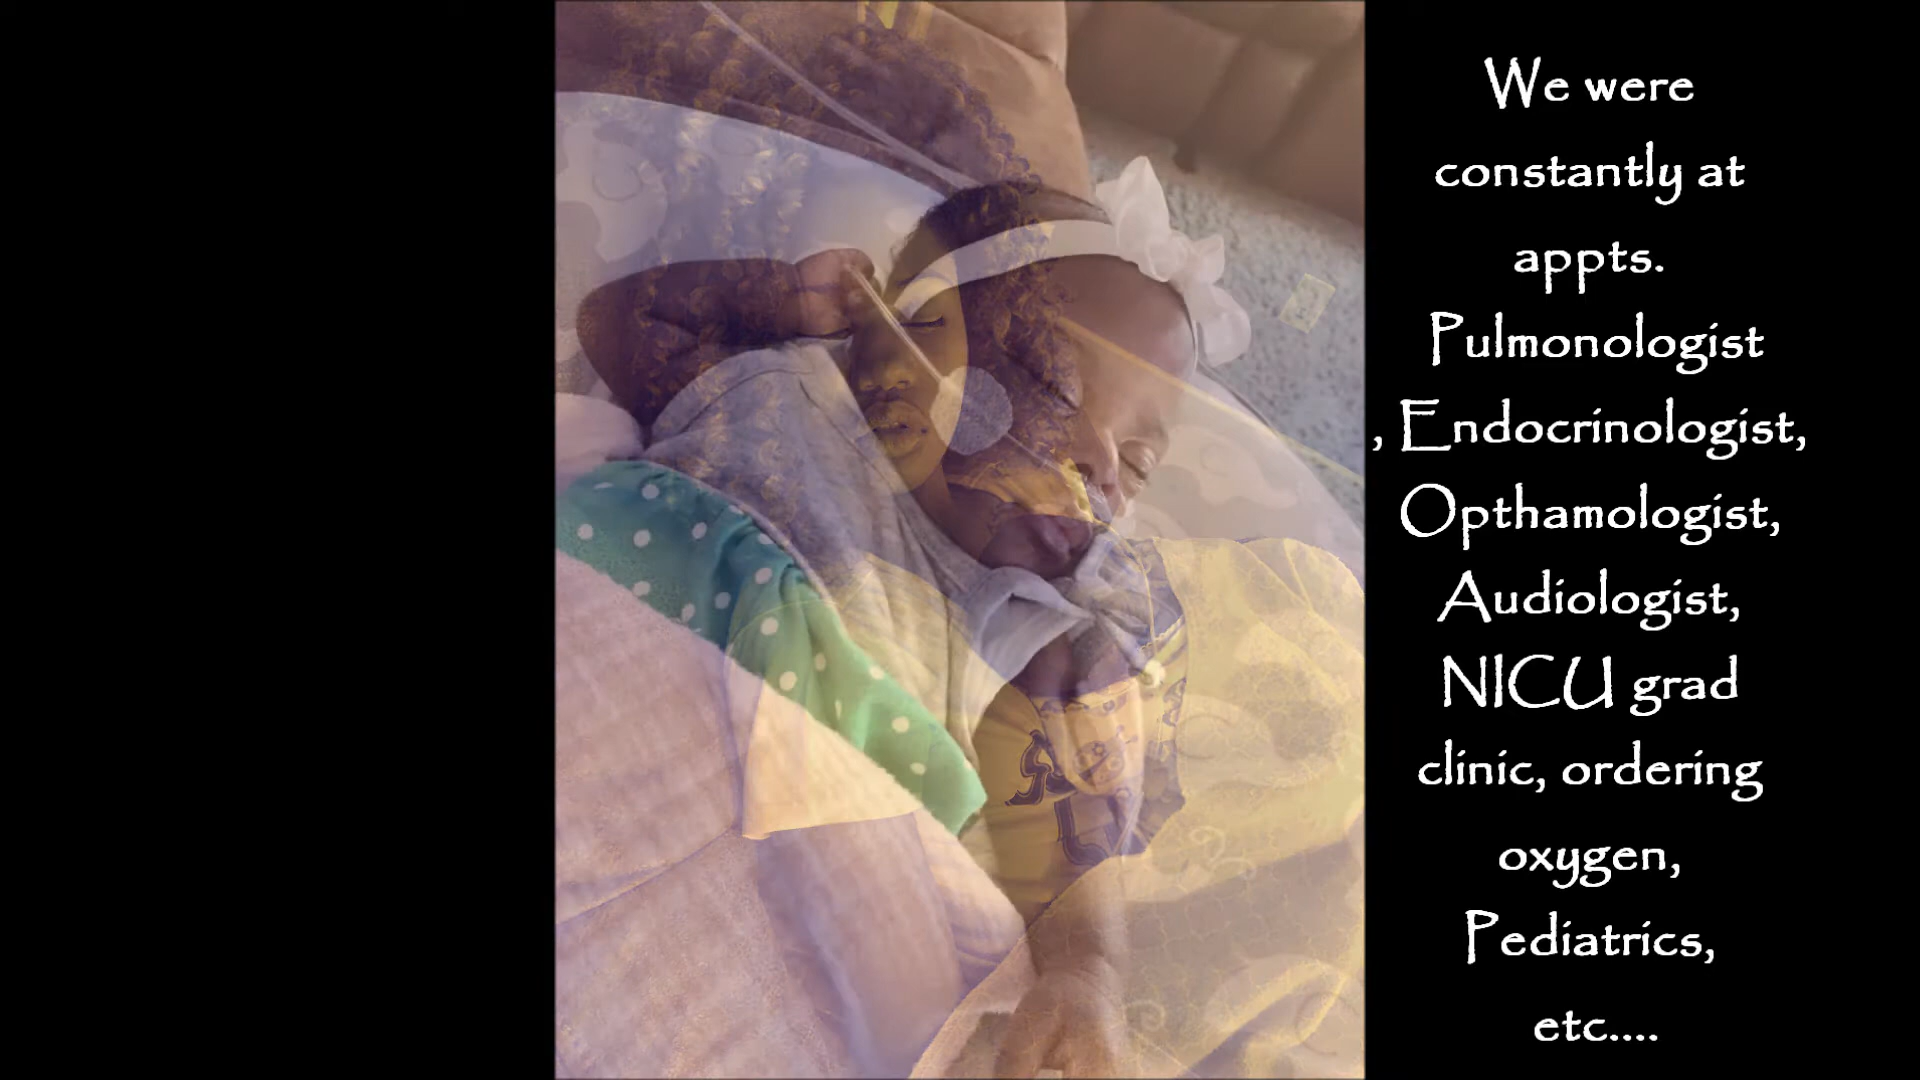 We were
constantly at
appts.
Pulmonologist
, Endocrinologist,
Opthamologist,
Audiologist,
NICU grad
clinic, ordering
oxygen,
Pediatrics,
etc....